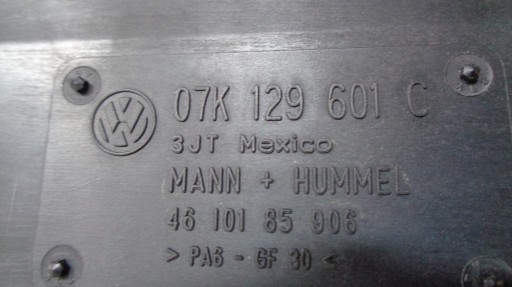 07K 129 601 C
3JT Mexico
MANN + HUMMEL
46 101 85 906
> PA6 - GF 30 <